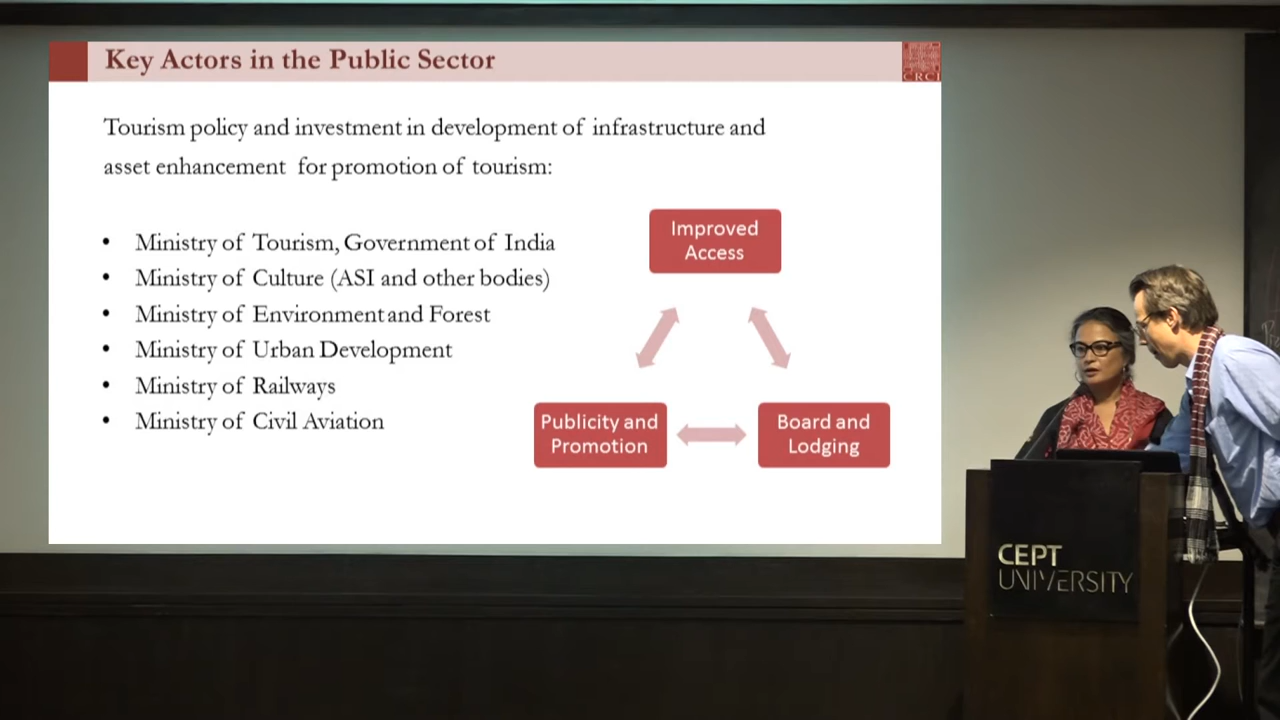 Key Actors in the Public Sector
CRCI
Tourism policy and investment in development of infrastructure and
asset enhancement for promotion of tourism:
• Ministry of Tourism, Government of India
• Ministry of Culture (ASI and other bodies)
• Ministry of Environment and Forest
• Ministry of Urban Development
• Ministry of Railways
• Ministry of Civil Aviation
Improved
Access
Publicity and
Promotion
Board and
Lodging
CEPT
UNIVERSITY